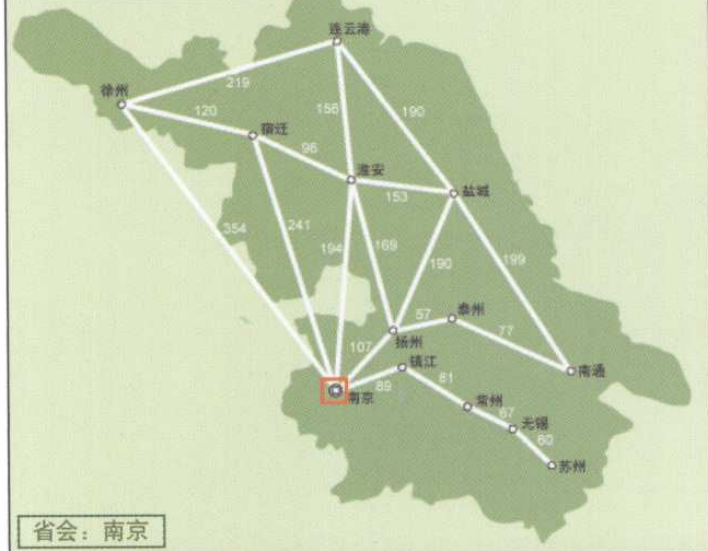 连云港
219
徐州
156
190
120
宿迁
96
淮安
153
盐城
354
241
194
169
190
199
57
泰州
77
扬州
107
镇江
南通
89
南京
81
常州
67
无锡
60
苏州
省会：南京